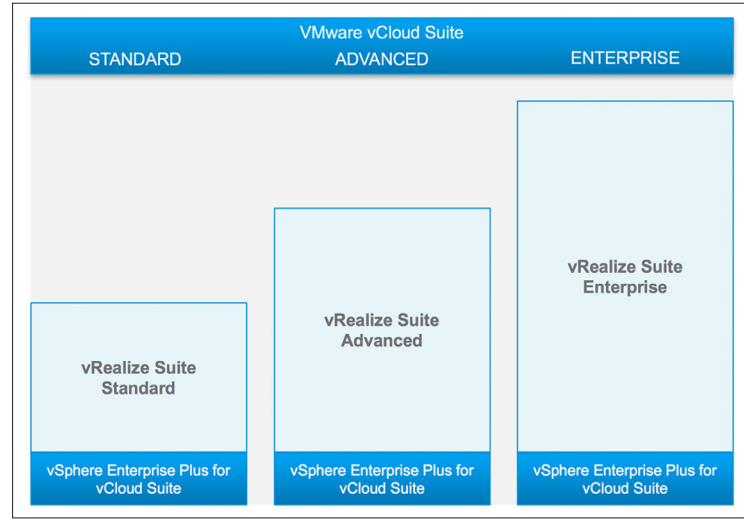 VMware vCloud Suite
STANDARD
ADVANCED
ENTERPRISE
vRealize Suite
Standard
vRealize Suite
Advanced
vRealize Suite
Enterprise
vSphere Enterprise Plus for
vCloud Suite
vSphere Enterprise Plus for
vCloud Suite
vSphere Enterprise Plus for
vCloud Suite